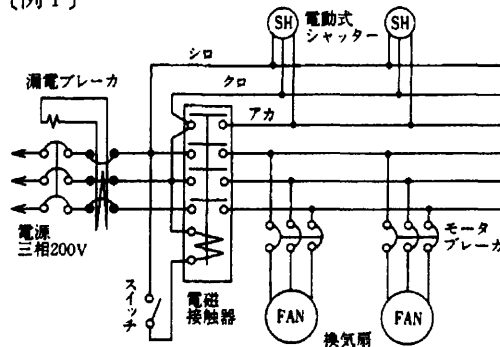 (例1)
SH
電動式
シャッター
SH
シロ
漏電ブレーカ
クロ
アカ
電源
三相200V
モータ
ブレーカ
スイッチ
電磁
接触器
FAN
換気扇
FAN